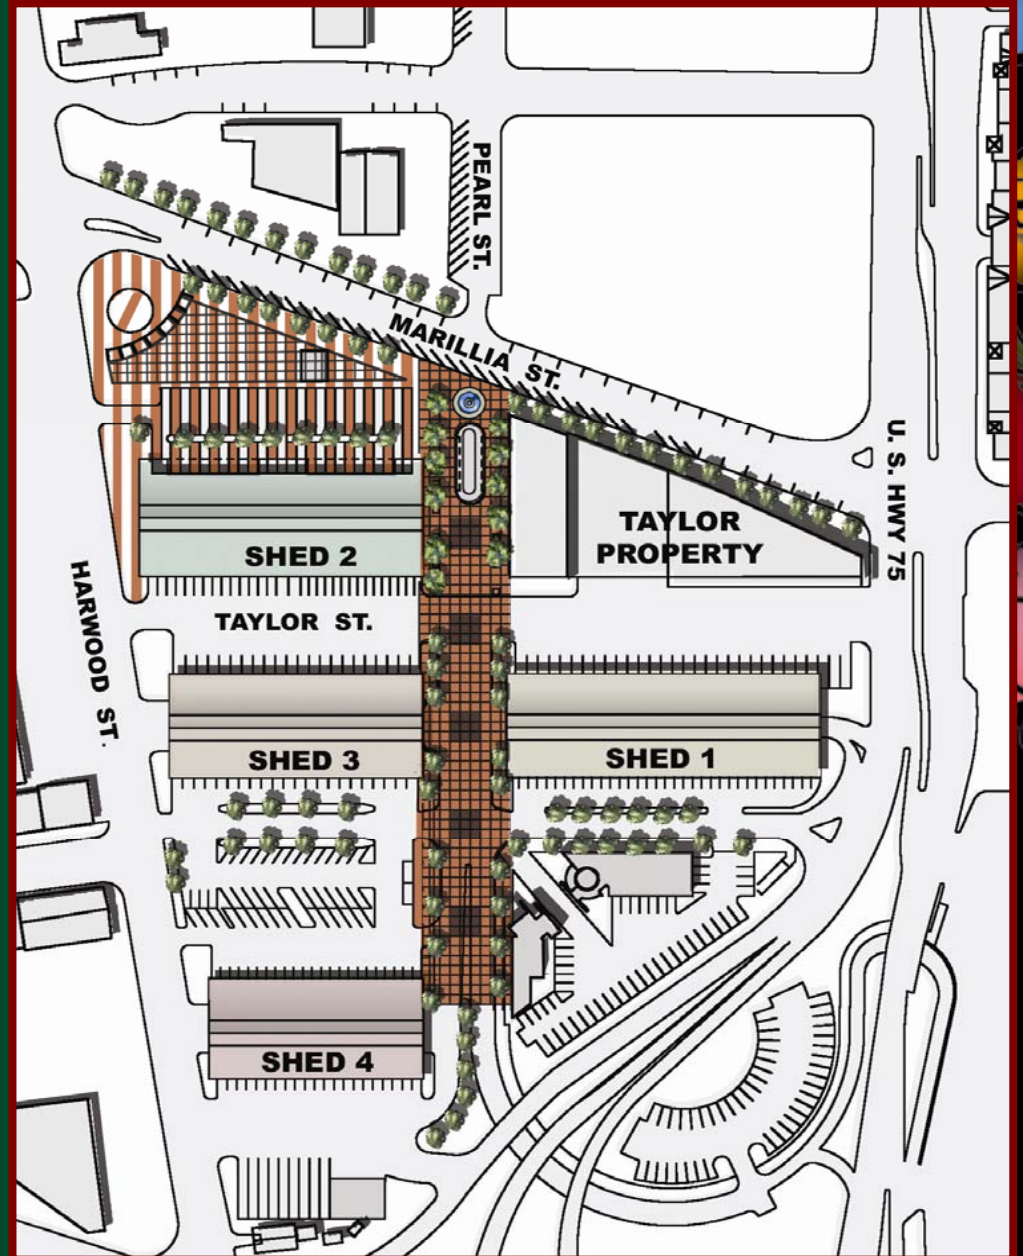 PEARL ST.
MARILLIA ST.
U. S. HWY 75
TAYLOR
PROPERTY
SHED 2
HARWOOD ST.
TAYLOR ST.
SHED 3
SHED 1
SHED 4